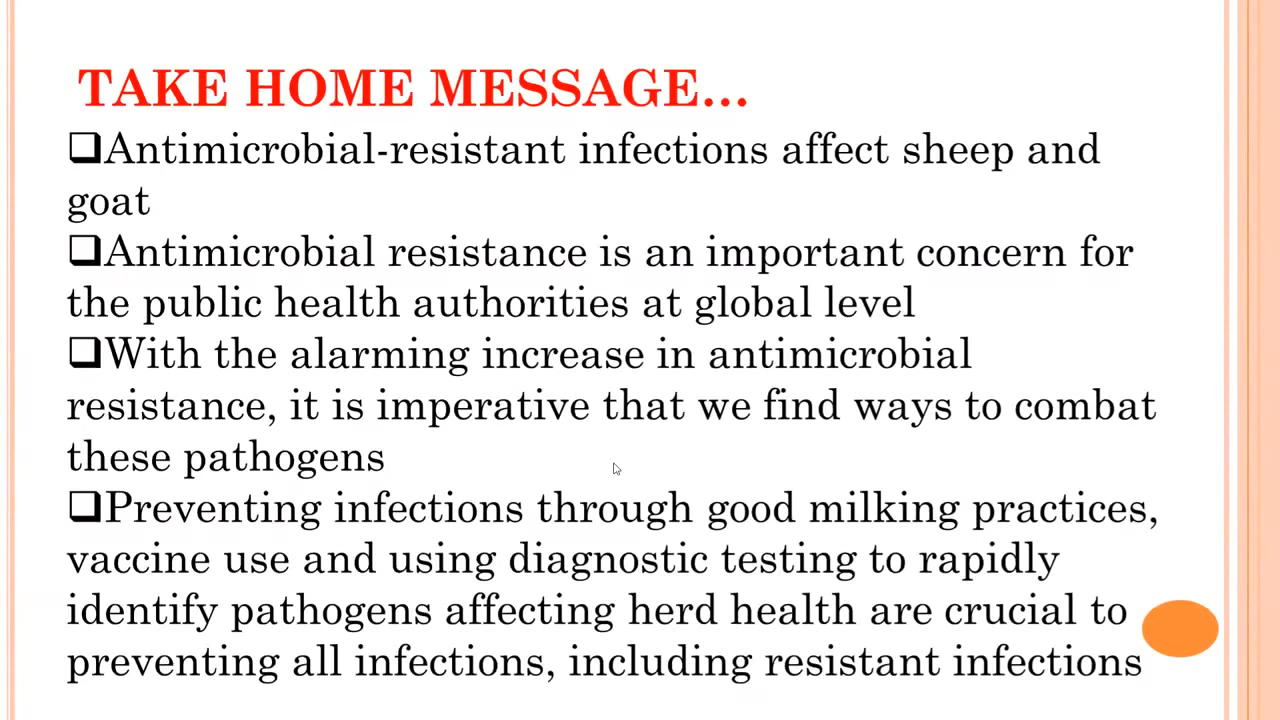 TAKE HOME MESSAGE…
❑Antimicrobial-resistant infections affect sheep and
goat
❑Antimicrobial resistance is an important concern for
the public health authorities at global level
❑With the alarming increase in antimicrobial
resistance, it is imperative that we find ways to combat
these pathogens
❑Preventing infections through good milking practices,
vaccine use and using diagnostic testing to rapidly
identify pathogens affecting herd health are crucial to
preventing all infections, including resistant infections